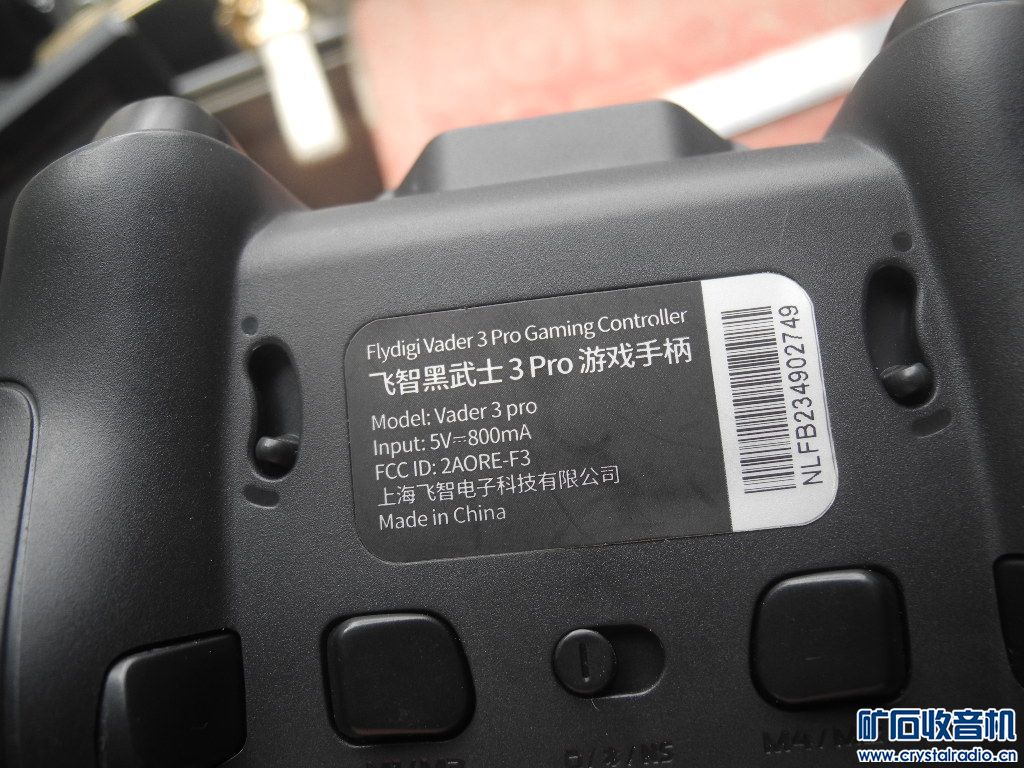 Flydigi Vader 3 Pro Gaming Controller
飞智黑武士 3 Pro 游戏手柄
Model: Vader 3 pro
Input: 5V⎓800mA
FCC ID: 2AORE-F3
上海飞智电子科技有限公司
Made in China
NLFB234902749
矿石收音机
www.crystalradio.cn